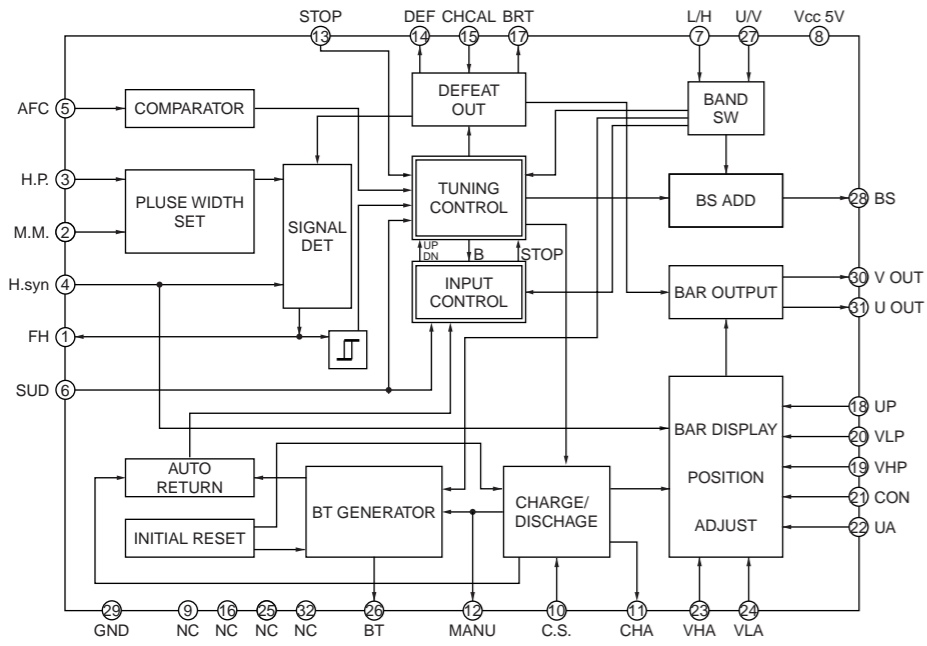 STOP
DEF CHCAL BRT
L/H U/V Vcc 5V
13
14
15
17
7
27
8
AFC 5
COMPARATOR
DEFEAT
OUT
BAND
SW
H.P. 3
M.M. 2
PLUSE WIDTH
SET
SIGNAL
DET
TUNING
CONTROL
BS ADD
28 BS
UP
DN
B
STOP
H.syn 4
INPUT
CONTROL
BAR OUTPUT
30 V OUT
31 U OUT
FH 1
SUD 6
BAR DISPLAY
POSITION
ADJUST
18 UP
20 VLP
19 VHP
21 CON
22 UA
AUTO
RETURN
INITIAL RESET
BT GENERATOR
CHARGE/
DISCHAGE
29
9
16
25
32
26
12
10
11
23
24
GND
NC
NC
NC
NC
BT
MANU
C.S.
CHA
VHA
VLA